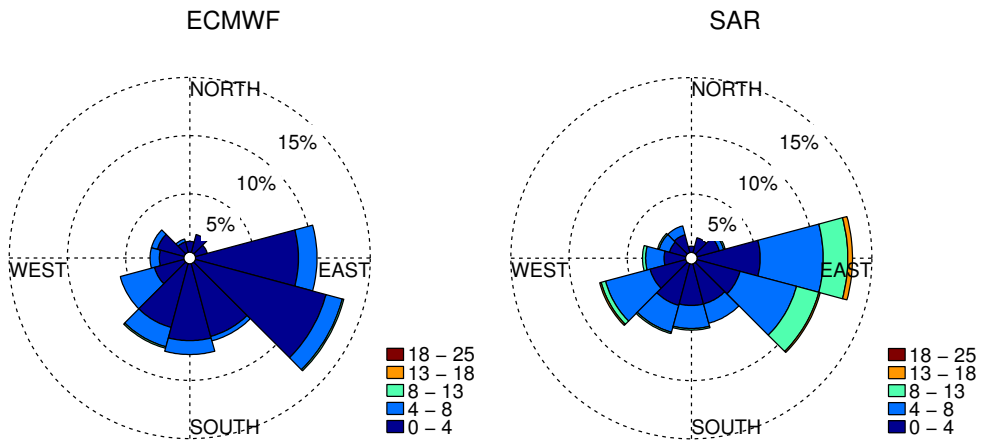 ECMWF
NORTH
15%
10%
5%
WEST
EAST
SOUTH
18 − 25
13 − 18
8 − 13
4 − 8
0 − 4
SAR
NORTH
15%
10%
5%
WEST
EAST
SOUTH
18 − 25
13 − 18
8 − 13
4 − 8
0 − 4